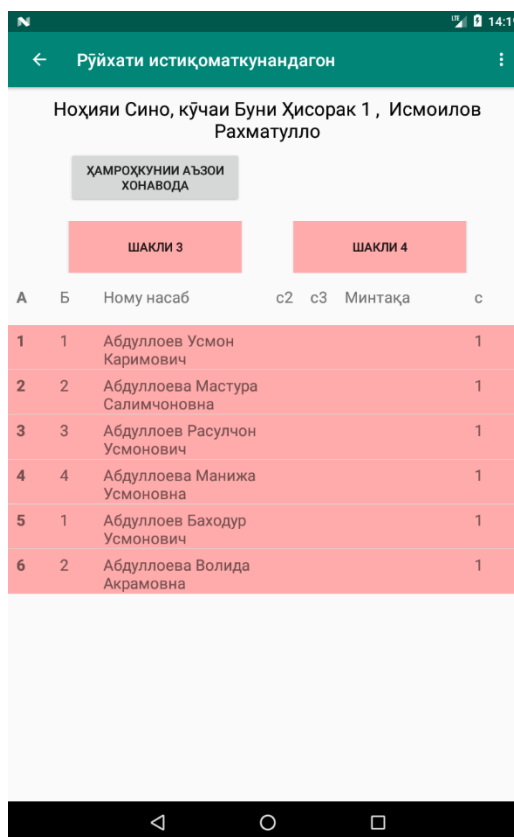 LTE 14:19
Рӯйхати истиқоматкунандагон
Ноҳияи Сино, кӯчаи Буни Ҳисорак 1 , Исмоилов
Рахматулло
ҲАМРОҲКУНИИ АЪЗОИ
ХОНАВОДА
ШАКЛИ 3 ШАКЛИ 4
А Б Ному насаб с2 с3 Минтақа с
1 1 Абдуллоев Усмон 1
Каримович
2 2 Абдуллоева Мастура 1
Салимчоновна
3 3 Абдуллоев Расулчон 1
Усмонович
4 4 Абдуллоева Манижа 1
Усмоновна
5 1 Абдуллоев Баходур 1
Усмонович
6 2 Абдуллоева Волида 1
Акрамовна